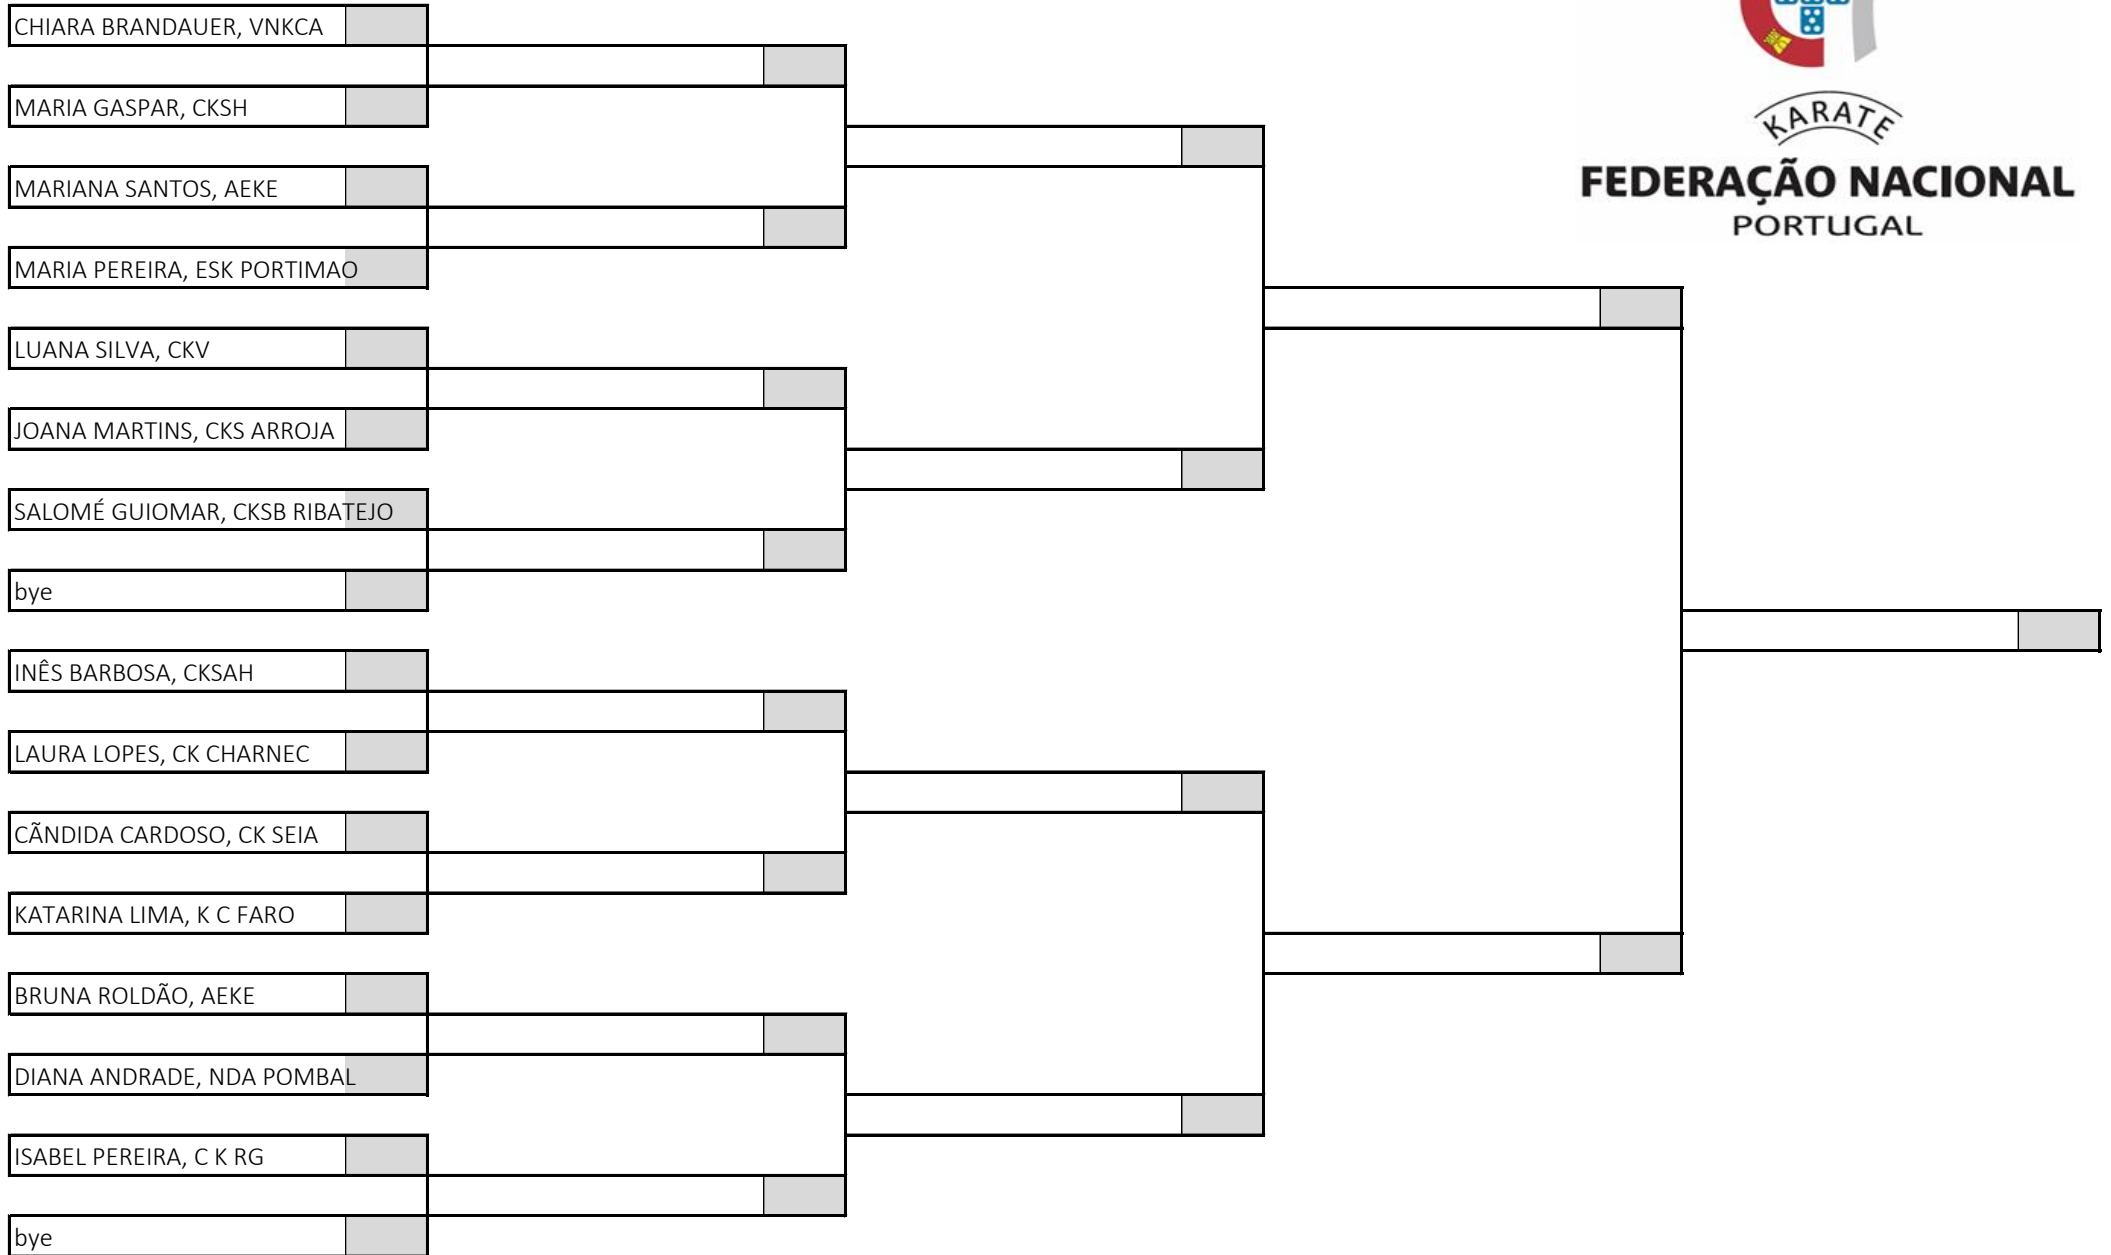 CHIARA BRANDAUER, VNKCA
MARIA GASPAR, CKSH
MARIANA SANTOS, AEKE
MARIA PEREIRA, ESK PORTIMAO
LUANA SILVA, CKV
JOANA MARTINS, CKS ARROJA
SALOMÉ GUIOMAR, CKSB RIBATEJO
bye
INÊS BARBOSA, CKSAH
LAURA LOPES, CK CHARNEC
CÃNDIDA CARDOSO, CK SEIA
KATARINA LIMA, K C FARO
BRUNA ROLDÃO, AEKE
DIANA ANDRADE, NDA POMBAL
ISABEL PEREIRA, C K RG
bye
KARATE
FEDERAÇÃO NACIONAL
PORTUGAL